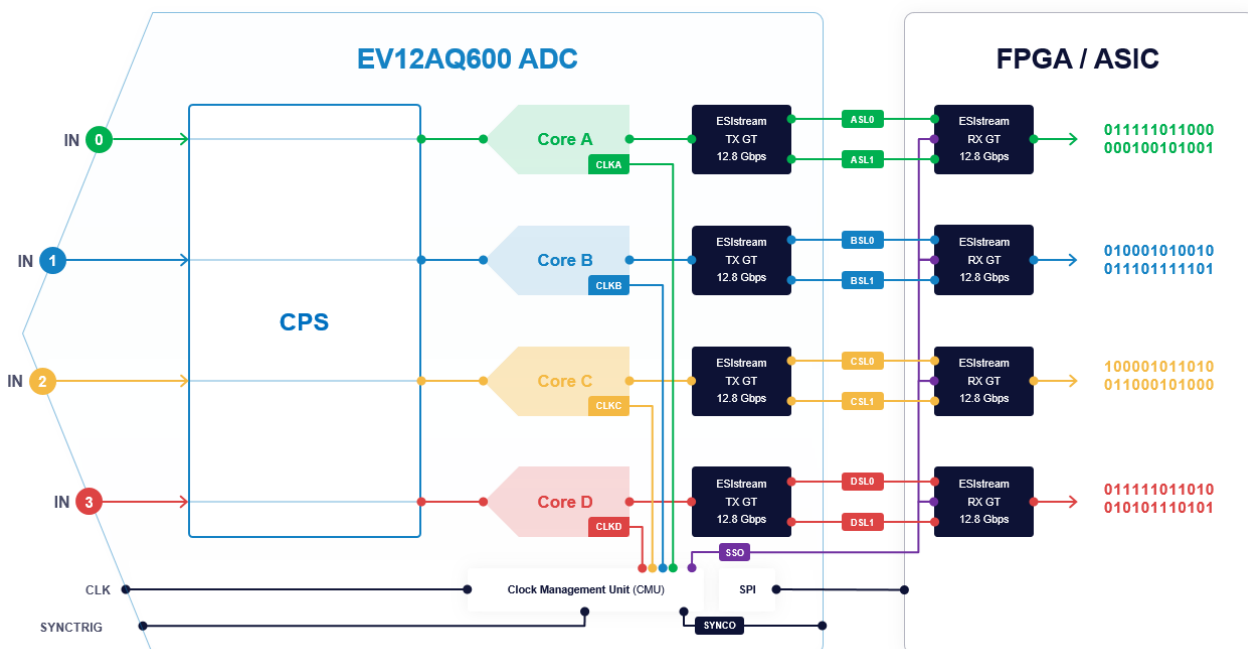 EV12AQ600 ADC
FPGA / ASIC
IN 0
Core A
CLKA
ESIstream
TX GT
12.8 Gbps
ASL0
ASL1
ESIstream
RX GT
12.8 Gbps
011111011000
000100101001
IN 1
Core B
CLKB
ESIstream
TX GT
12.8 Gbps
BSL0
BSL1
ESIstream
RX GT
12.8 Gbps
010001010010
011101111101
CPS
IN 2
Core C
CLKC
ESIstream
TX GT
12.8 Gbps
CSL0
CSL1
ESIstream
RX GT
12.8 Gbps
100001011010
011000101000
IN 3
Core D
CLKD
ESIstream
TX GT
12.8 Gbps
DSL0
DSL1
ESIstream
RX GT
12.8 Gbps
011111011010
010101110101
SSO
CLK
Clock Management Unit (CMU)
SPI
SYNCTRIG
SYNCO